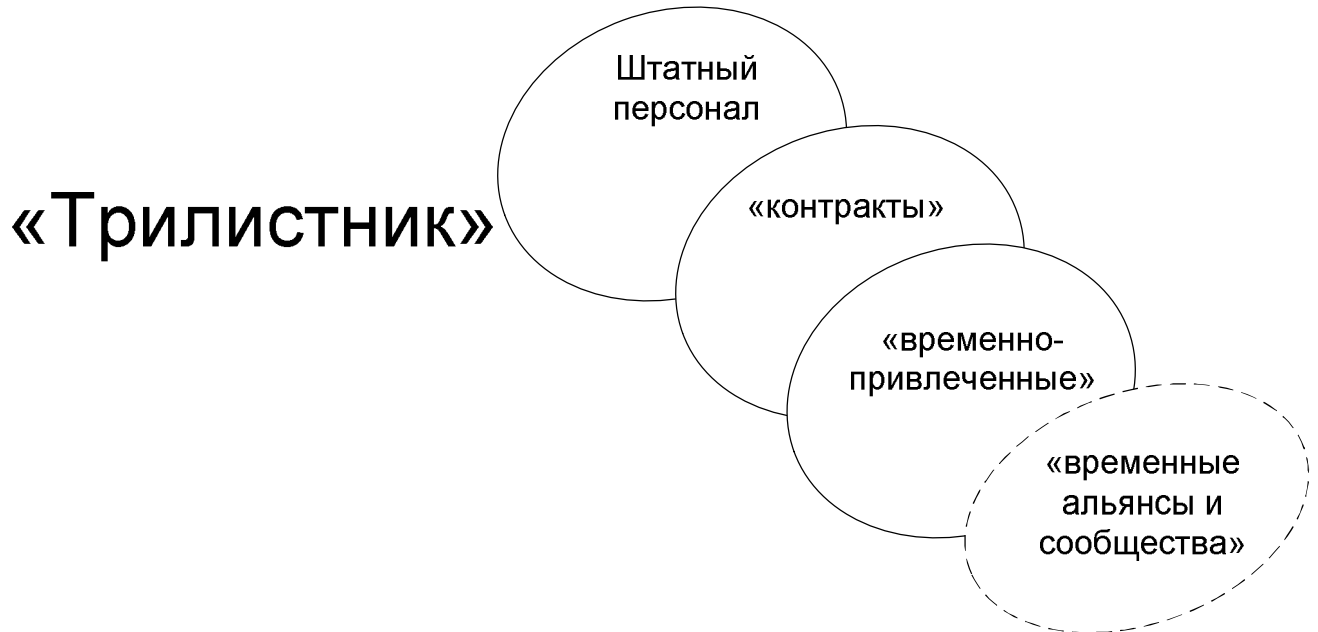 «Трилистник»
Штатный
персонал
«контракты»
«временно-
привлеченные»
«временные
альянсы и
сообщества»